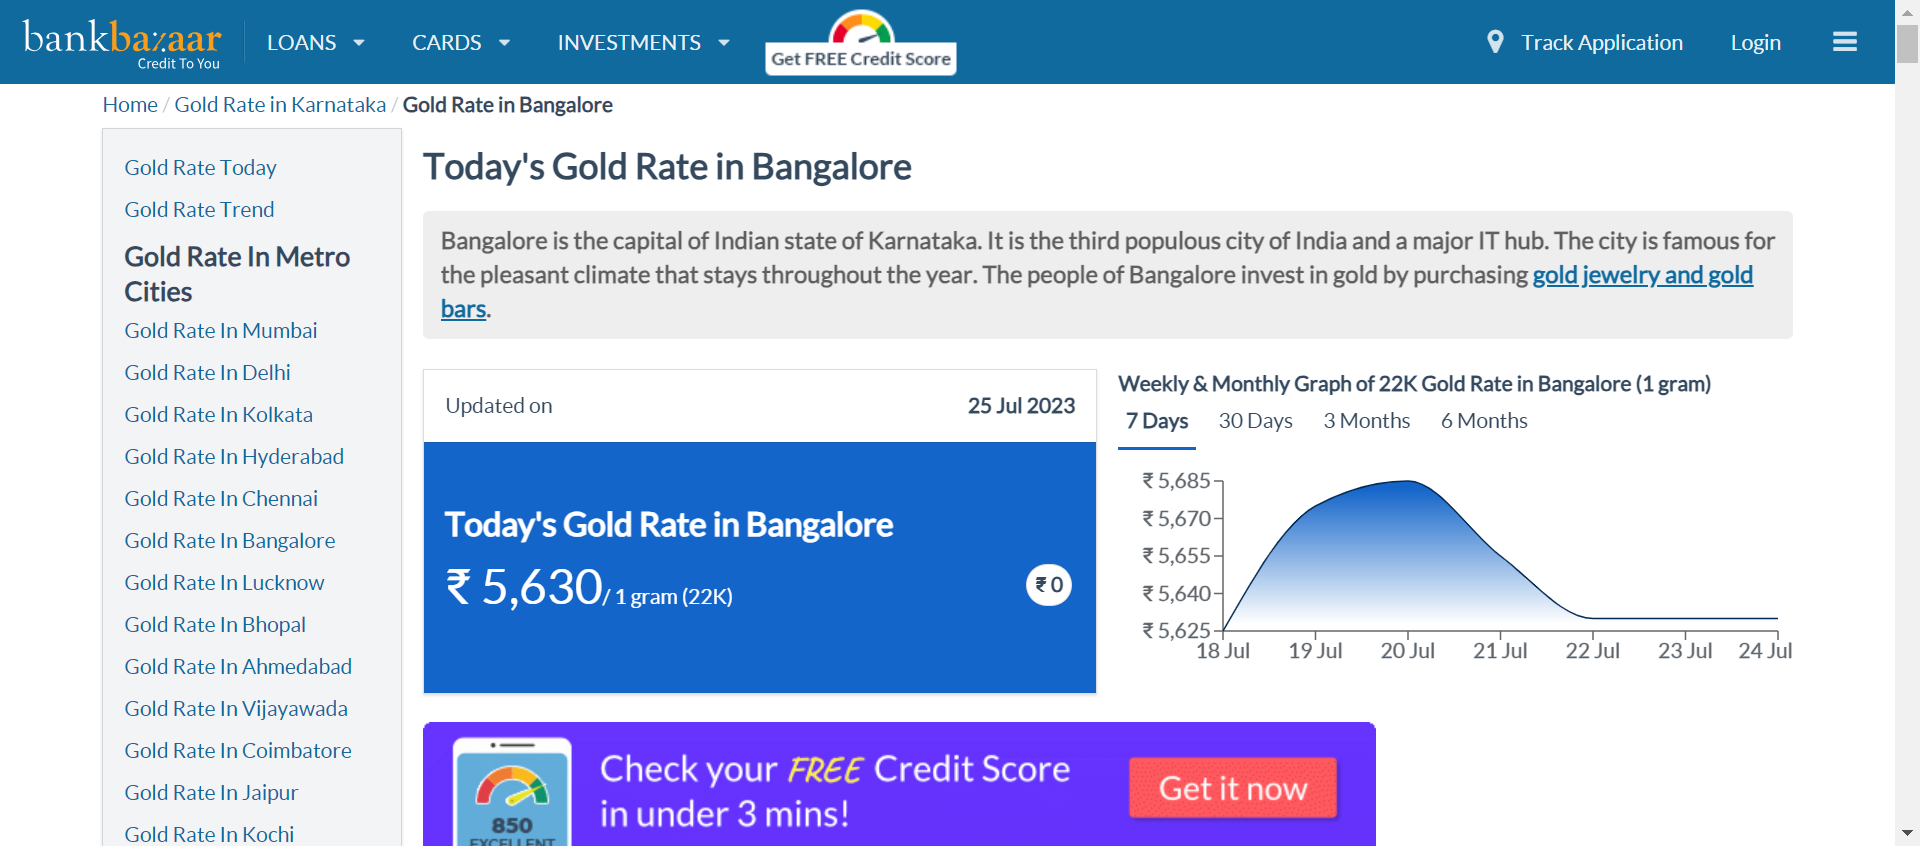 bankbazaar
Credit To You
LOANS
CARDS
INVESTMENTS
Get FREE Credit Score
Track Application
Login
Home / Gold Rate in Karnataka / Gold Rate in Bangalore
Gold Rate Today
Gold Rate Trend
Gold Rate In Metro
Cities
Gold Rate In Mumbai
Gold Rate In Delhi
Gold Rate In Kolkata
Gold Rate In Hyderabad
Gold Rate In Chennai
Gold Rate In Bangalore
Gold Rate In Lucknow
Gold Rate In Bhopal
Gold Rate In Ahmedabad
Gold Rate In Vijayawada
Gold Rate In Coimbatore
Gold Rate In Jaipur
Gold Rate In Kochi
Today's Gold Rate in Bangalore
Bangalore is the capital of Indian state of Karnataka. It is the third populous city of India and a major IT hub. The city is famous for
the pleasant climate that stays throughout the year. The people of Bangalore invest in gold by purchasing gold jewelry and gold
bars.
Updated on 25 Jul 2023
Today's Gold Rate in Bangalore
₹ 5,630/ 1 gram (22K)
₹ 0
Weekly & Monthly Graph of 22K Gold Rate in Bangalore (1 gram)
7 Days 30 Days 3 Months 6 Months
₹ 5,685
₹ 5,670
₹ 5,655
₹ 5,640
₹ 5,625
18 Jul 19 Jul 20 Jul 21 Jul 22 Jul 23 Jul 24 Jul
850
EXCELLENT
Check your FREE Credit Score
in under 3 mins!
Get it now